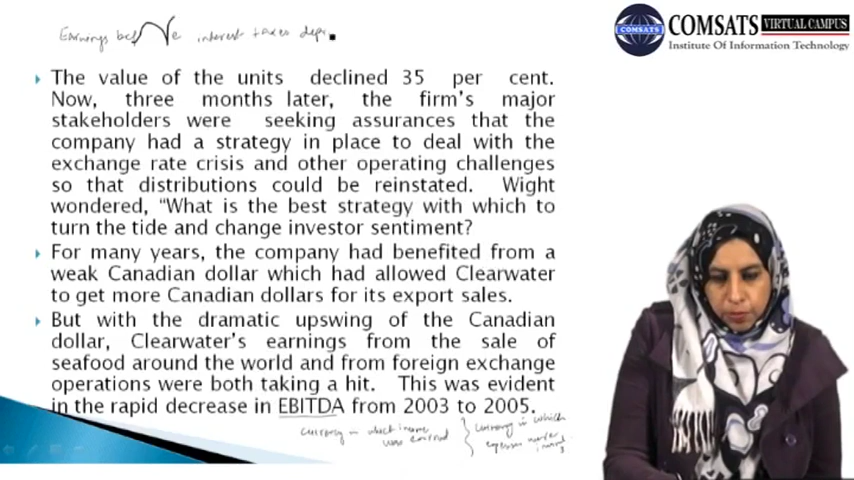 Earnings before interest taxes depr
COMSATS VIRTUAL CAMPUS
COMSATS
Institute Of Information Technology
The value of the units declined 35 per cent.
Now, three months later, the firm's major
stakeholders were seeking assurances that the
company had a strategy in place to deal with the
exchange rate crisis and other operating challenges
so that distributions could be reinstated. Wight
wondered, "What is the best strategy with which to
turn the tide and change investor sentiment?
For many years, the company had benefited from a
weak Canadian dollar which had allowed Clearwater
to get more Canadian dollars for its export sales.
But with the dramatic upswing of the Canadian
dollar, Clearwater's earnings from the sale of
seafood around the world and from foreign exchange
operations were both taking a hit. This was evident
in the rapid decrease in EBITDA from 2003 to 2005.
currency in which income
was earned
currency in which
expenses were